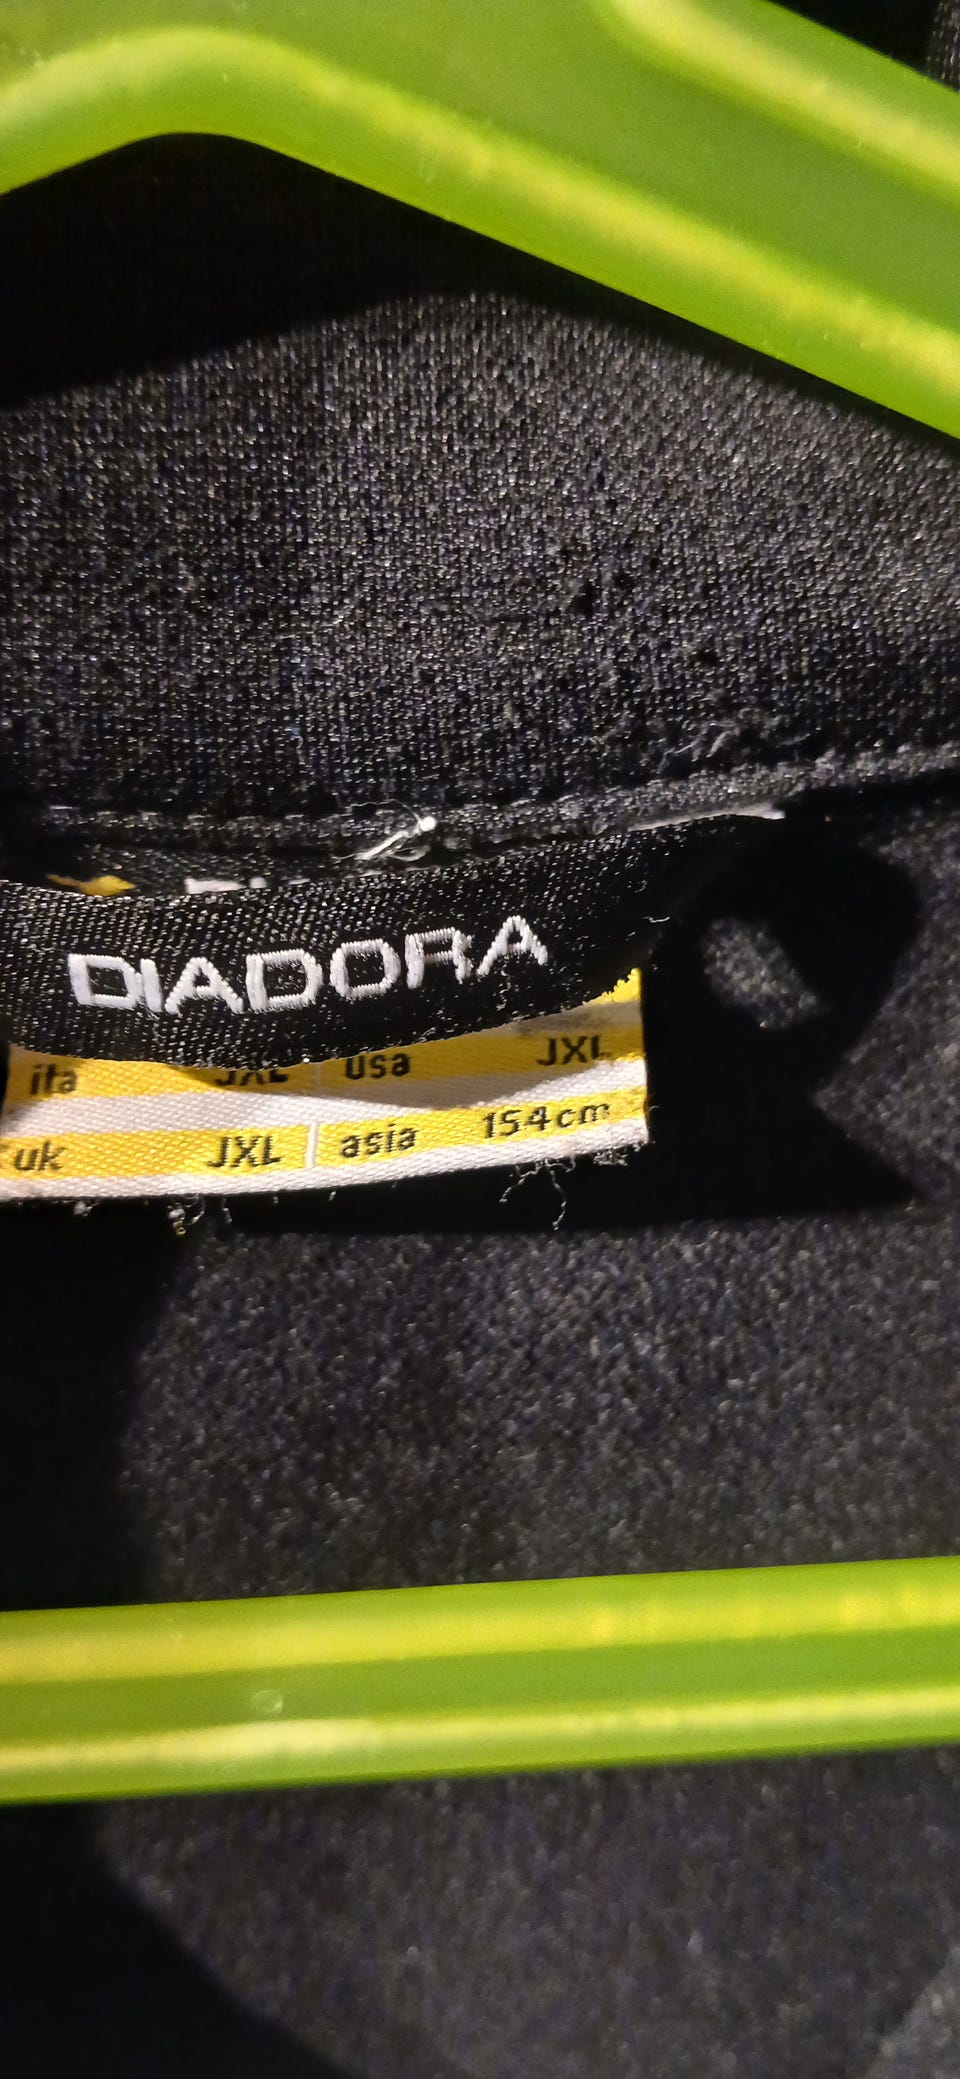 DIADORA
ita JXL usa JXL
uk JXL asia 154cm